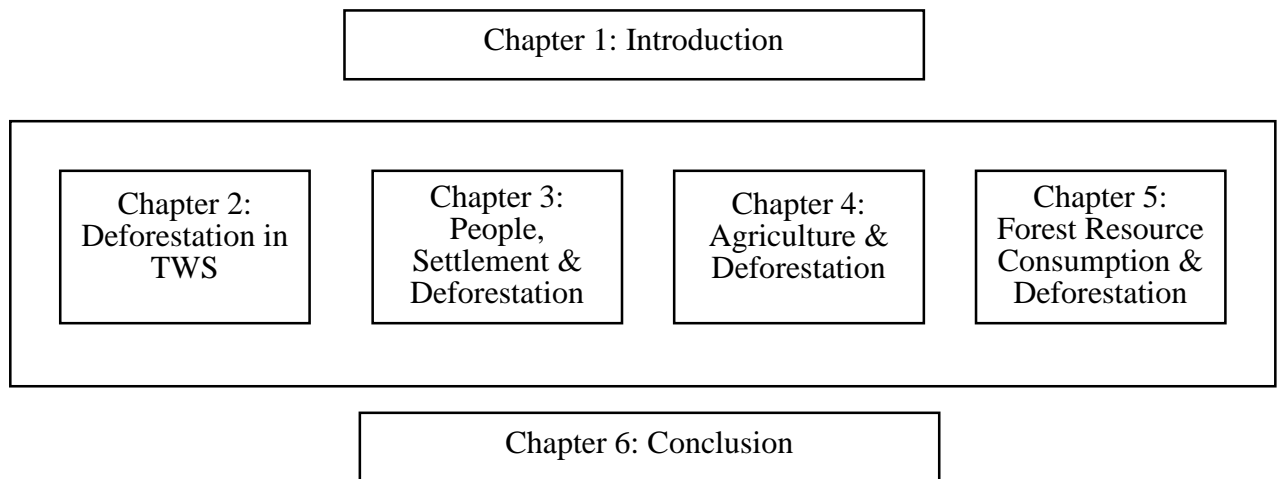 Chapter 1: Introduction
Chapter 2:
Deforestation in
TWS
Chapter 3:
People,
Settlement &
Deforestation
Chapter 4:
Agriculture &
Deforestation
Chapter 5:
Forest Resource
Consumption &
Deforestation
Chapter 6: Conclusion